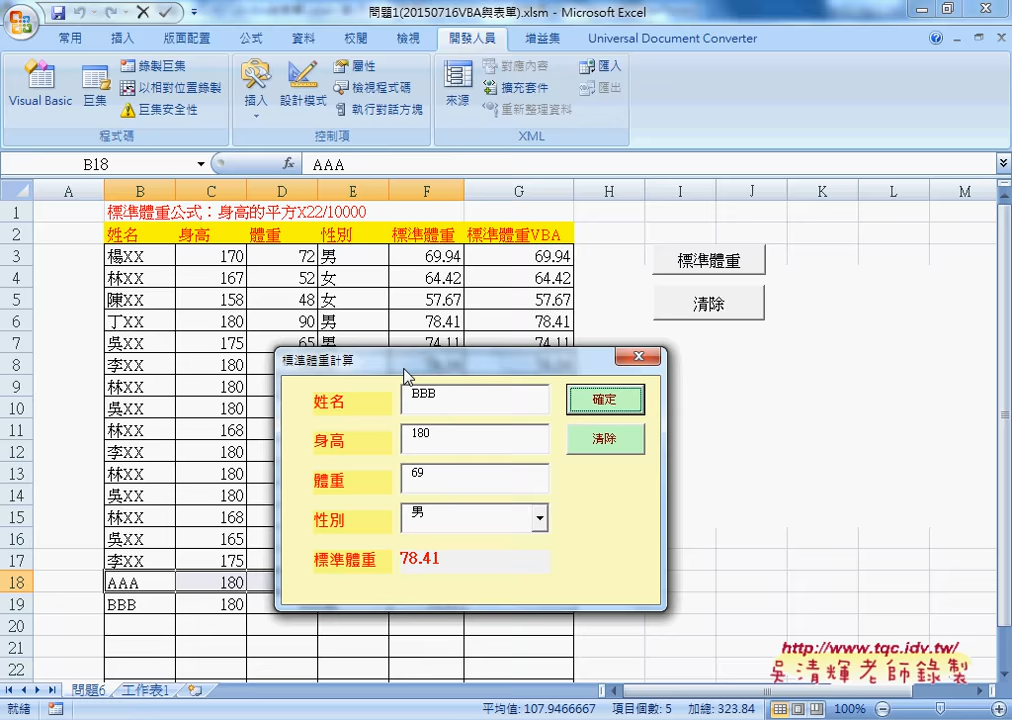 問題1(20150716VBA與表單).xlsm - Microsoft Excel
常用 插入 版面配置 公式 資料 校閱 檢視 開發人員 增益集 Universal Document Converter
Visual Basic 巨集 錄製巨集 以相對位置錄製 巨集安全性 程式碼
插入 設計模式 屬性 檢視程式碼 執行對話方塊 控制項
來源 對應內容 擴充套件 重新整理資料 匯入 匯出 XML
B18 fx AAA
A B C D E F G H I J K L M
1 標準體重公式：身高的平方X22/10000
2 姓名 身高 體重 性別 標準體重 標準體重VBA
3 楊XX 170 72 男 69.94 69.94
4 林XX 167 52 女 64.42 64.42
5 陳XX 158 48 女 57.67 57.67
6 丁XX 180 90 男 78.41 78.41
7 吳XX 175 65 男 74.11 74.11
8 李XX 180
9 林XX 180
10 吳XX 180
11 林XX 168
12 李XX 180
13 林XX 180
14 吳XX 180
15 林XX 168
16 吳XX 165
17 李XX 175
18 AAA 180
19 BBB 180
20
21
22
標準體重
清除
標準體重計算
姓名 BBB 確定
身高 180 清除
體重 69
性別 男
標準體重 78.41
http://www.tqc.idv.tw/
吳清輝老師錄製
問題6 工作表1
就緒 平均值: 107.9466667 項目個數: 5 加總: 323.84 100%